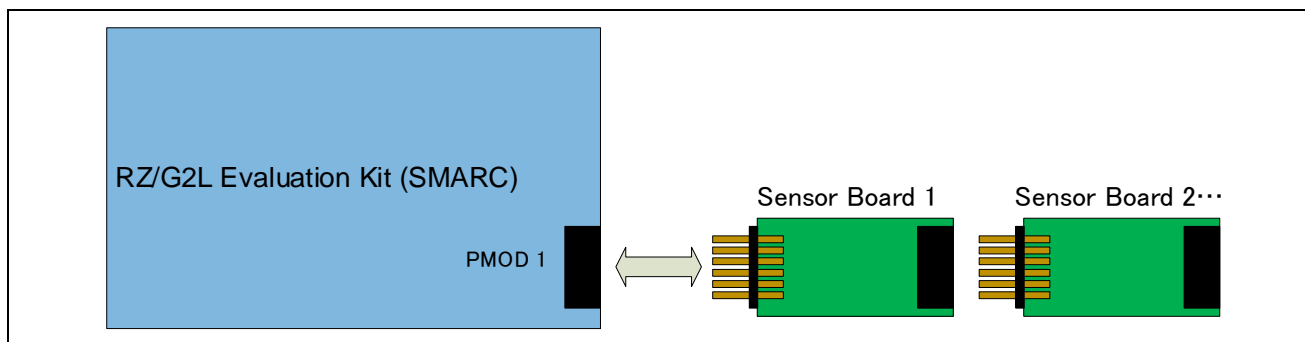 RZ/G2L Evaluation Kit (SMARC)
Sensor Board 1
Sensor Board 2⋯
PMOD 1